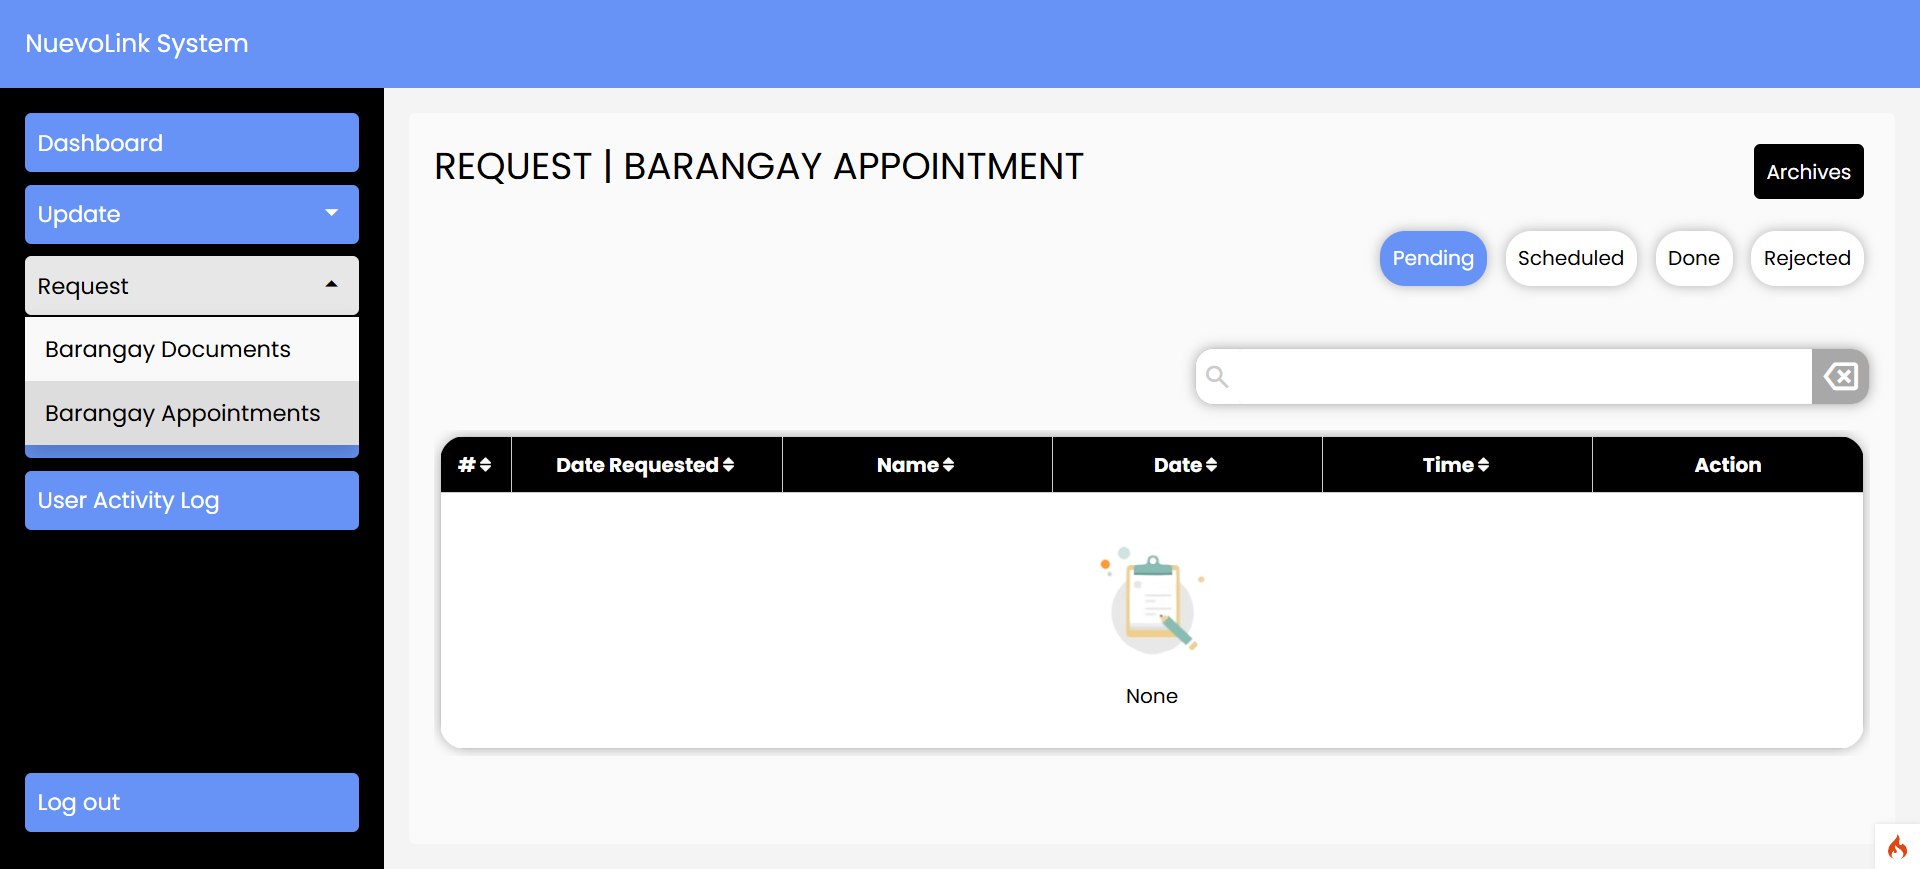 NuevoLink System
Dashboard
Update
Request
Barangay Documents
Barangay Appointments
User Activity Log
Log out
REQUEST | BARANGAY APPOINTMENT
Archives
Pending Scheduled Done Rejected
# Date Requested Name Date Time Action
None